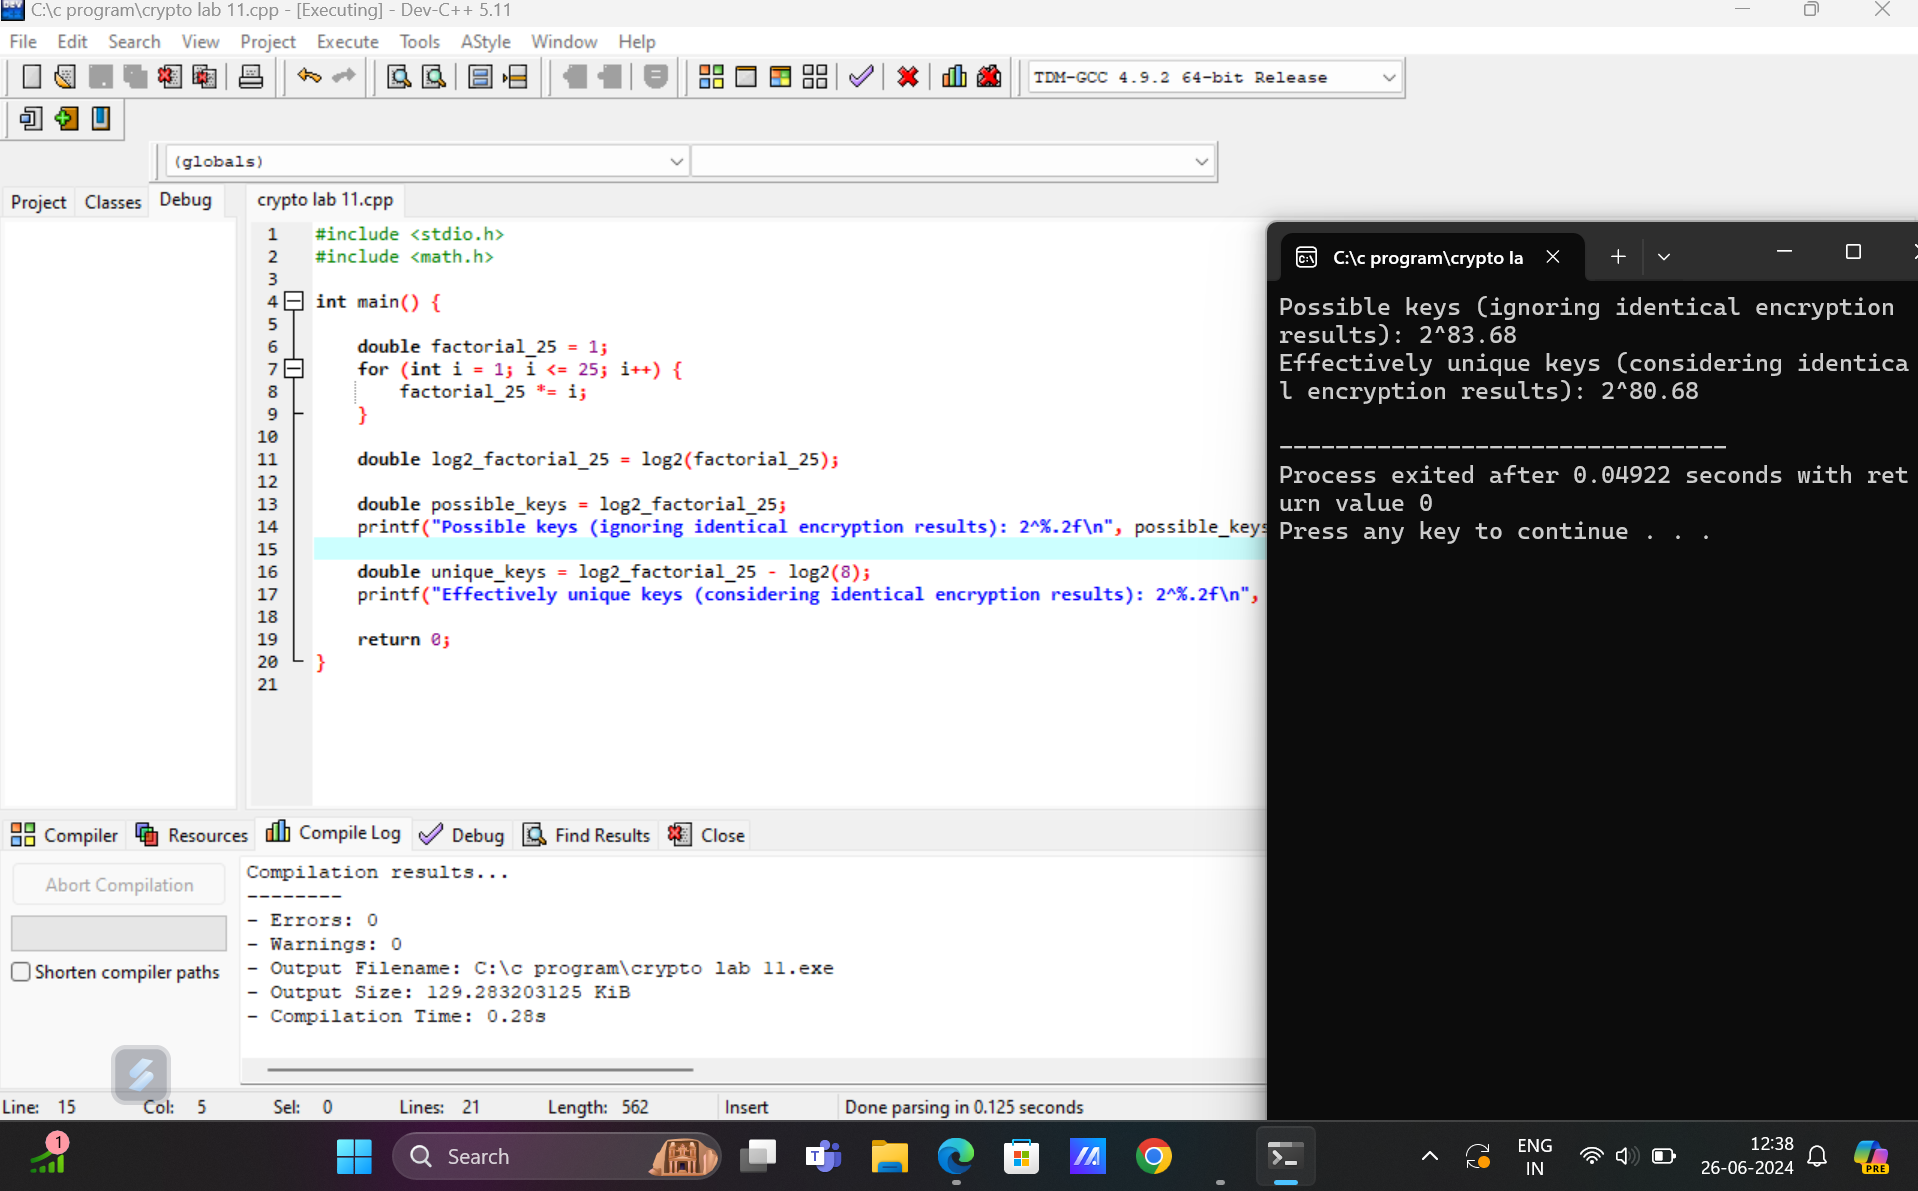 C:\c program\crypto lab 11.cpp - [Executing] - Dev-C++ 5.11
File Edit Search View Project Execute Tools AStyle Window Help
TDM-GCC 4.9.2 64-bit Release
(globals)
Project Classes Debug
crypto lab 11.cpp
1 #include <stdio.h>
2 #include <math.h>
3
4 int main() {
5
6 double factorial_25 = 1;
7 for (int i = 1; i <= 25; i++) {
8 factorial_25 *= i;
9 }
10
11 double log2_factorial_25 = log2(factorial_25);
12
13 double possible_keys = log2_factorial_25;
14 printf("Possible keys (ignoring identical encryption results): 2^%.2f\n", possible_keys
15
16 double unique_keys = log2_factorial_25 - log2(8);
17 printf("Effectively unique keys (considering identical encryption results): 2^%.2f\n",
18
19 return 0;
20 }
21
C:\c program\crypto la
Possible keys (ignoring identical encryption
results): 2^83.68
Effectively unique keys (considering identica
l encryption results): 2^80.68
--------------------------------
Process exited after 0.04922 seconds with ret
urn value 0
Press any key to continue . . .
Compiler Resources Compile Log Debug Find Results Close
Abort Compilation
Shorten compiler paths
Compilation results...
--------
- Errors: 0
- Warnings: 0
- Output Filename: C:\c program\crypto lab 11.exe
- Output Size: 129.283203125 KiB
- Compilation Time: 0.28s
Line: 15 Col: 5 Sel: 0 Lines: 21 Length: 562 Insert Done parsing in 0.125 seconds
1
Search
ENG
IN
12:38
26-06-2024
PRE